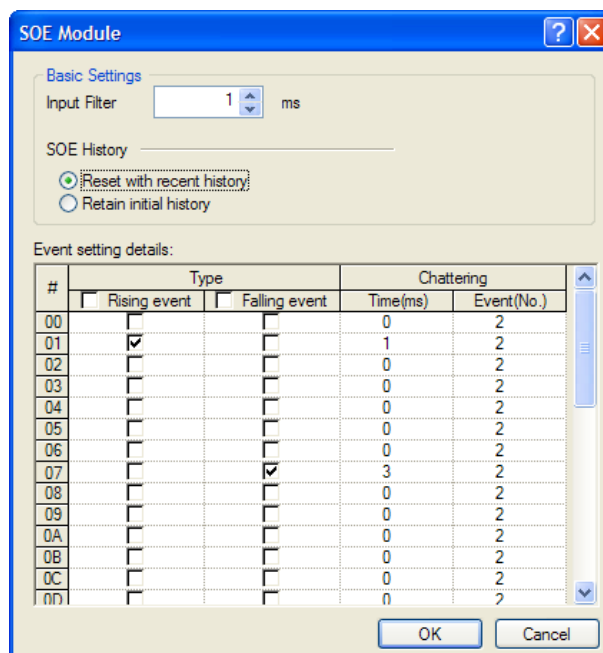 SOE Module
Basic Settings
Input Filter 1 ms
SOE History
Reset with recent history
Retain initial history
Event setting details:
# Type Chattering
Rising event Falling event Time(ms) Event(No.)
00 0 2
01 1 2
02 0 2
03 0 2
04 0 2
05 0 2
06 0 2
07 3 2
08 0 2
09 0 2
0A 0 2
0B 0 2
0C 0 2
0D 0 2
OK Cancel